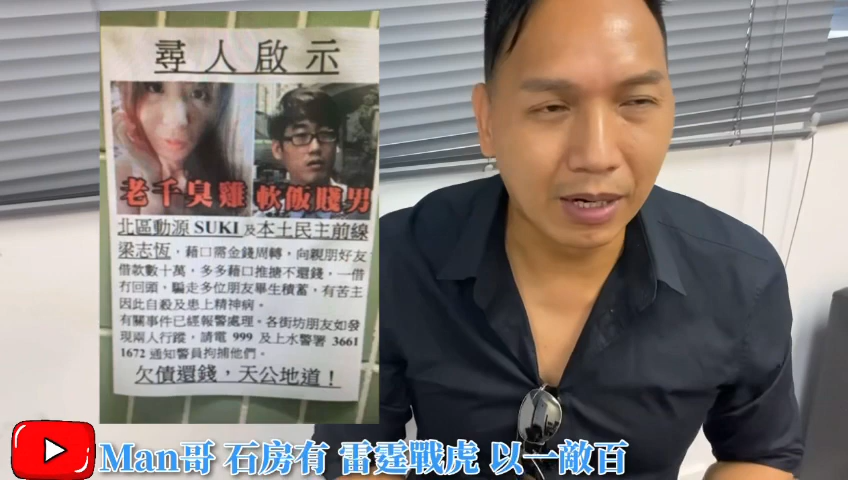 尋人啟示
老千臭雞 軟飯賤男
北區動源 SUKI 及本土民主前線
梁志恆，藉口需金錢周轉，向親朋好友
借款數十萬，多多藉口推搪不還錢，一借
冇回頭，騙走多位朋友畢生積蓄，有苦主
因此自殺及患上精神病。
有關事件已經報警處理。各街坊朋友如發
現兩人行蹤，請電 999 及上水警署 3661
1672 通知警員拘捕他們。
欠債還錢，天公地道！
Man哥 石房有 雷霆戰虎 以一敵百